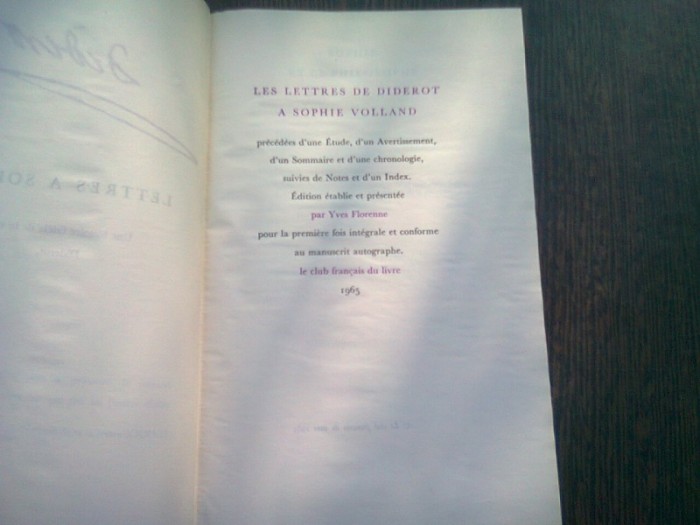 LES LETTRES DE DIDEROT
A SOPHIE VOLLAND
précédées d'une Étude, d'un Avertissement,
d'un Sommaire et d'une chronologie,
suivies de Notes et d'un Index.
Édition établie et présentée
par Yves Florenne
pour la première fois intégrale et conforme
au manuscrit autographe.
le club français du livre
1965